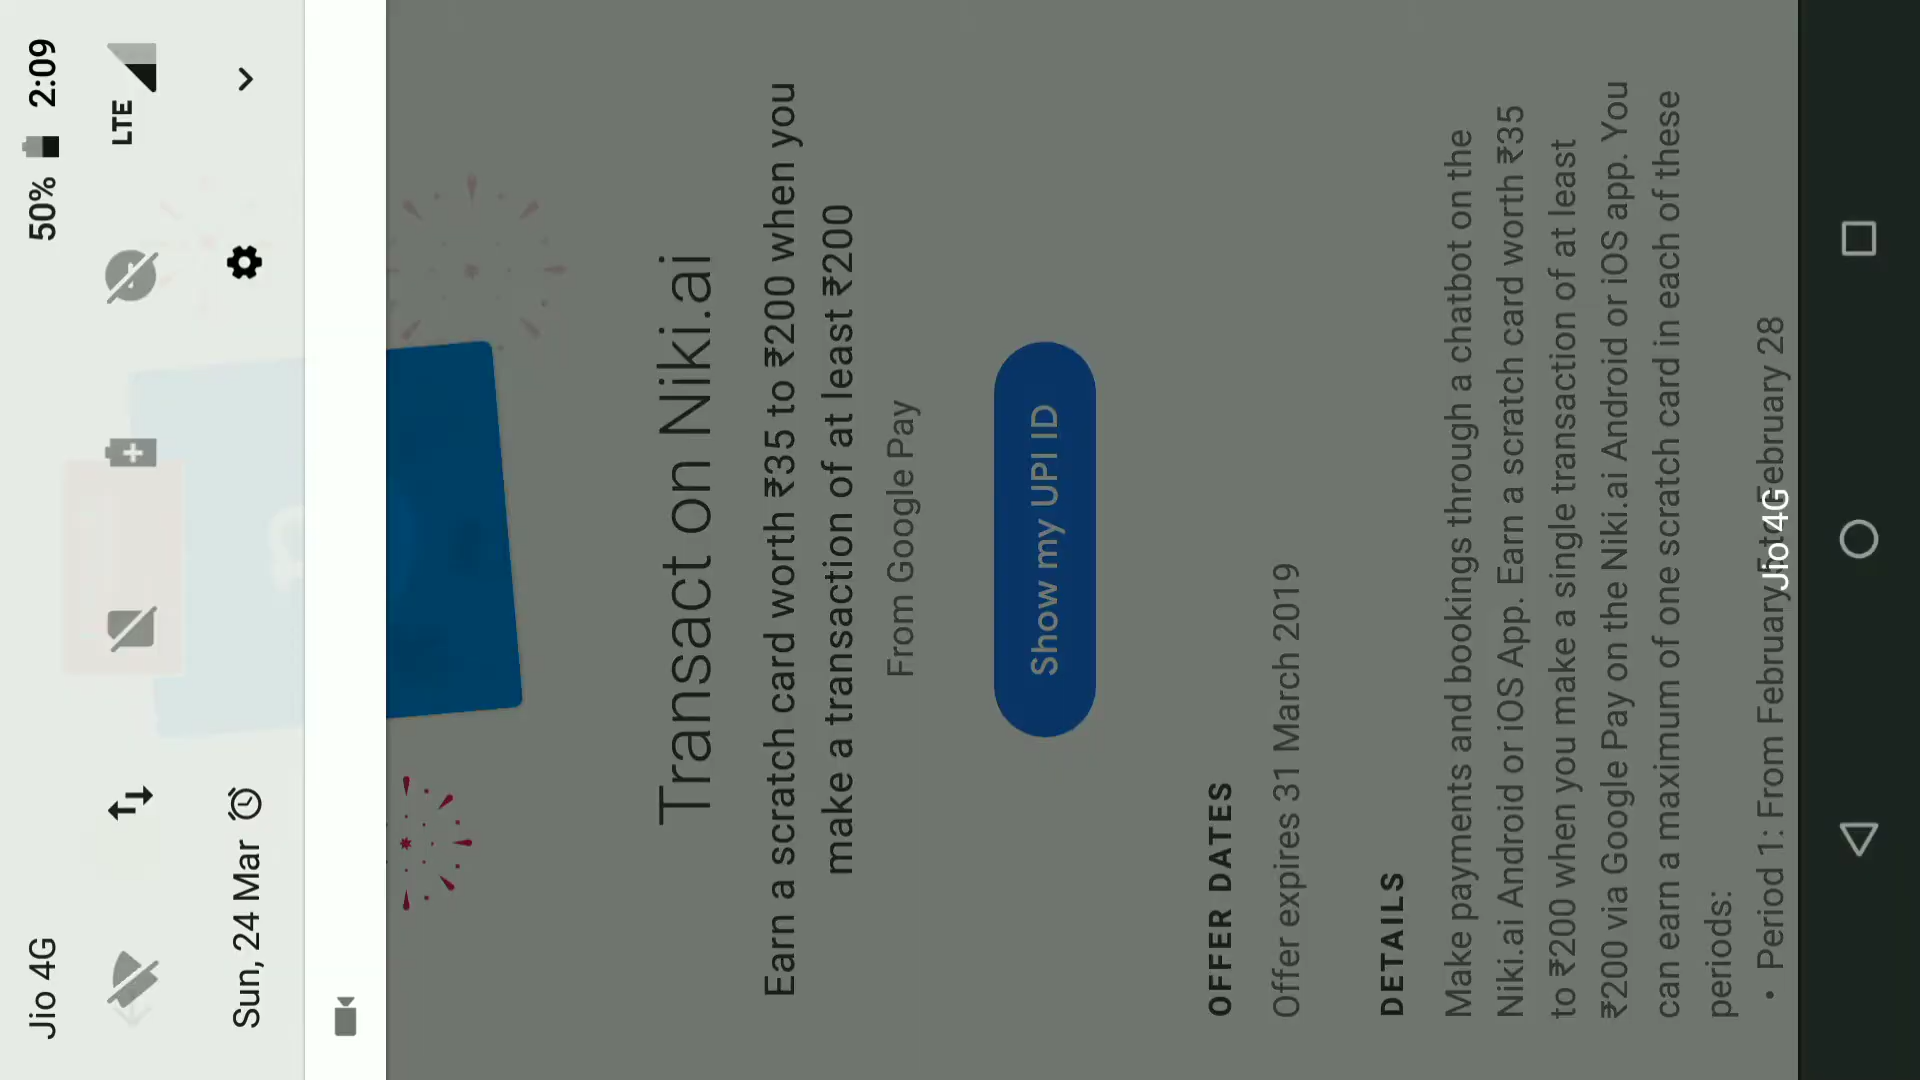 Jio 4G 50% 2:09
LTE
Sun, 24 Mar
Transact on Niki.ai
Earn a scratch card worth ₹35 to ₹200 when you
make a transaction of at least ₹200
From Google Pay
Show my UPI ID
OFFER DATES
Offer expires 31 March 2019
DETAILS
Make payments and bookings through a chatbot on the
Niki.ai Android or iOS App. Earn a scratch card worth ₹35
to ₹200 when you make a single transaction of at least
₹200 via Google Pay on the Niki.ai Android or iOS app. You
can earn a maximum of one scratch card in each of these
periods:
• Period 1: From February February 28
Jio 4G